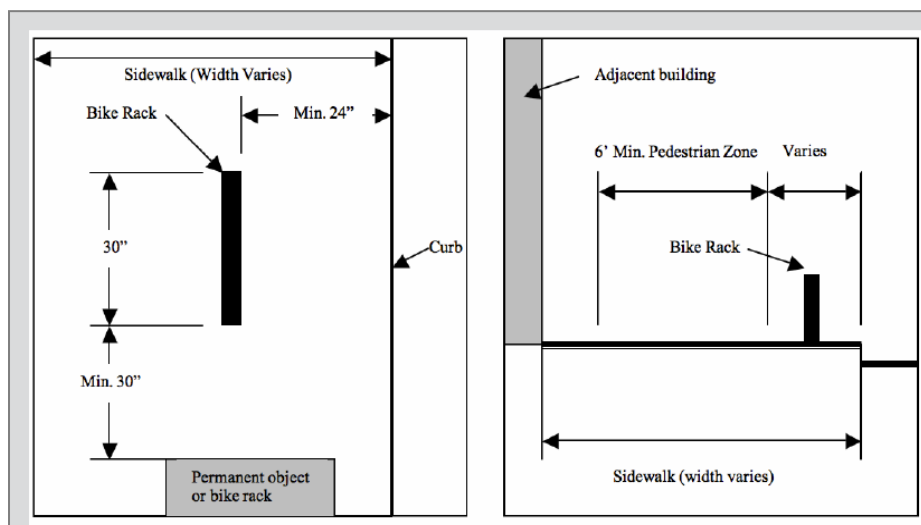 Sidewalk (Width Varies)
Bike Rack
Min. 24”
30”
Curb
Min. 30”
Permanent object
or bike rack
Adjacent building
6’ Min. Pedestrian Zone
Varies
Bike Rack
Sidewalk (width varies)